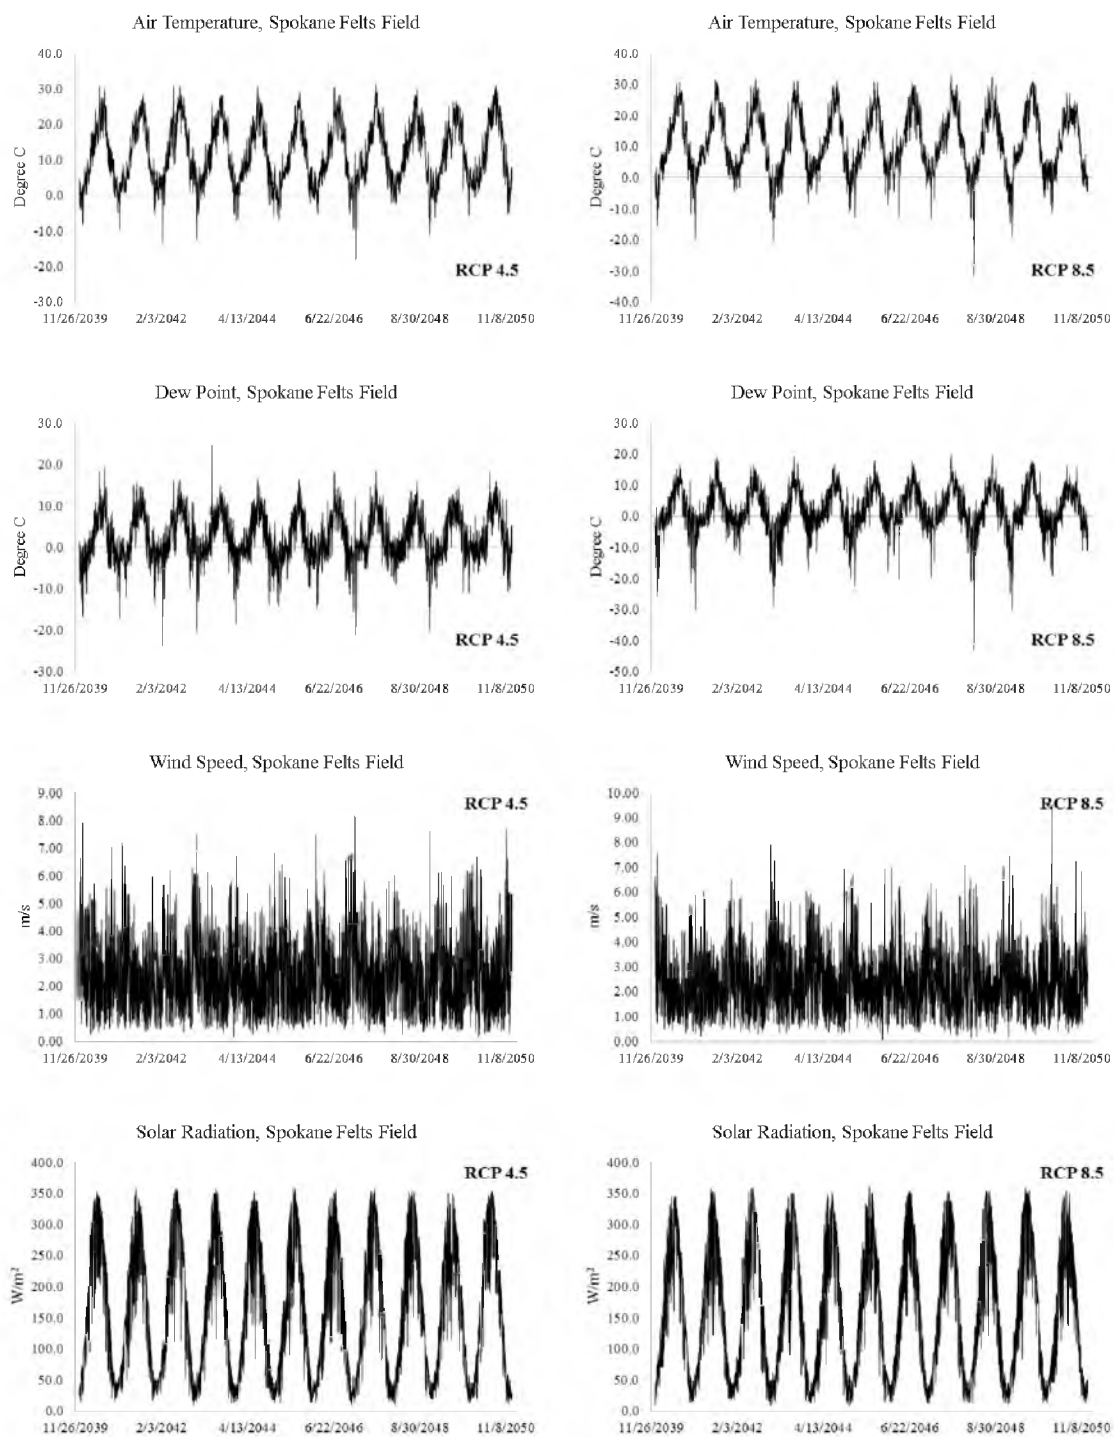 Air Temperature, Spokane Felts Field
40.0
30.0
20.0
10.0
0.0
-10.0
-20.0
-30.0
Degree C
RCP 4.5
11/26/2039 2/3/2042 4/13/2044 6/22/2046 8/30/2048 11/8/2050
Air Temperature, Spokane Felts Field
40.0
30.0
20.0
10.0
0.0
-10.0
-20.0
-30.0
-40.0
Degree C
RCP 8.5
11/26/2039 2/3/2042 4/13/2044 6/22/2046 8/30/2048 11/8/2050
Dew Point, Spokane Felts Field
30.0
20.0
10.0
0.0
-10.0
-20.0
-30.0
Degree C
RCP 4.5
11/26/2039 2/3/2042 4/13/2044 6/22/2046 8/30/2048 11/8/2050
Dew Point, Spokane Felts Field
30.0
20.0
10.0
0.0
-10.0
-20.0
-30.0
-40.0
-50.0
Degree C
RCP 8.5
11/26/2039 2/3/2042 4/13/2044 6/22/2046 8/30/2048 11/8/2050
Wind Speed, Spokane Felts Field
9.00
8.00
7.00
6.00
5.00
4.00
3.00
2.00
1.00
0.00
m/s
RCP 4.5
11/26/2039 2/3/2042 4/13/2044 6/22/2046 8/30/2048 11/8/2050
Wind Speed, Spokane Felts Field
10.00
9.00
8.00
7.00
6.00
5.00
4.00
3.00
2.00
1.00
0.00
m/s
RCP 8.5
11/26/2039 2/3/2042 4/13/2044 6/22/2046 8/30/2048 11/8/2050
Solar Radiation, Spokane Felts Field
400.0
350.0
300.0
250.0
200.0
150.0
100.0
50.0
0.0
W/m²
RCP 4.5
11/26/2039 2/3/2042 4/13/2044 6/22/2046 8/30/2048 11/8/2050
Solar Radiation, Spokane Felts Field
400.0
350.0
300.0
250.0
200.0
150.0
100.0
50.0
0.0
W/m²
RCP 8.5
11/26/2039 2/3/2042 4/13/2044 6/22/2046 8/30/2048 11/8/2050